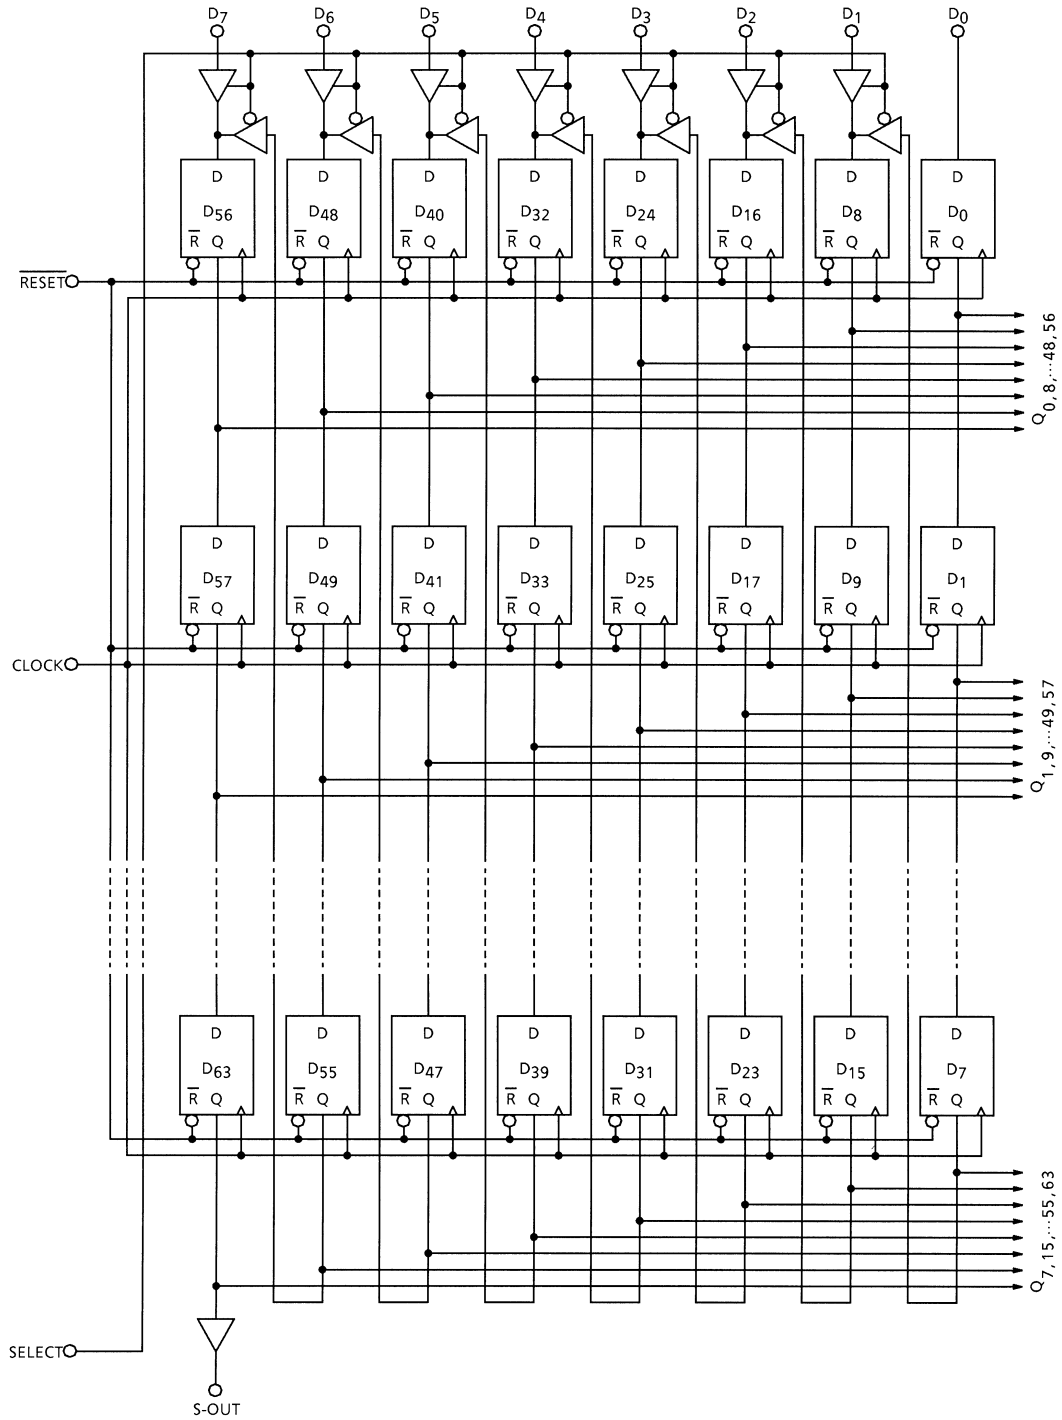 D7 D6 D5 D4 D3 D2 D1 D0
D D D D D D D D
D56 D48 D40 D32 D24 D16 D8 D0
R̅ Q R̅ Q R̅ Q R̅ Q R̅ Q R̅ Q R̅ Q R̅ Q
R̅E̅S̅E̅T̅
Q0,8,…48,56
D D D D D D D D
D57 D49 D41 D33 D25 D17 D9 D1
R̅ Q R̅ Q R̅ Q R̅ Q R̅ Q R̅ Q R̅ Q R̅ Q
CLOCK
Q1,9,…49,57
D D D D D D D D
D63 D55 D47 D39 D31 D23 D15 D7
R̅ Q R̅ Q R̅ Q R̅ Q R̅ Q R̅ Q R̅ Q R̅ Q
Q7,15,…55,63
SELECT
S-OUT